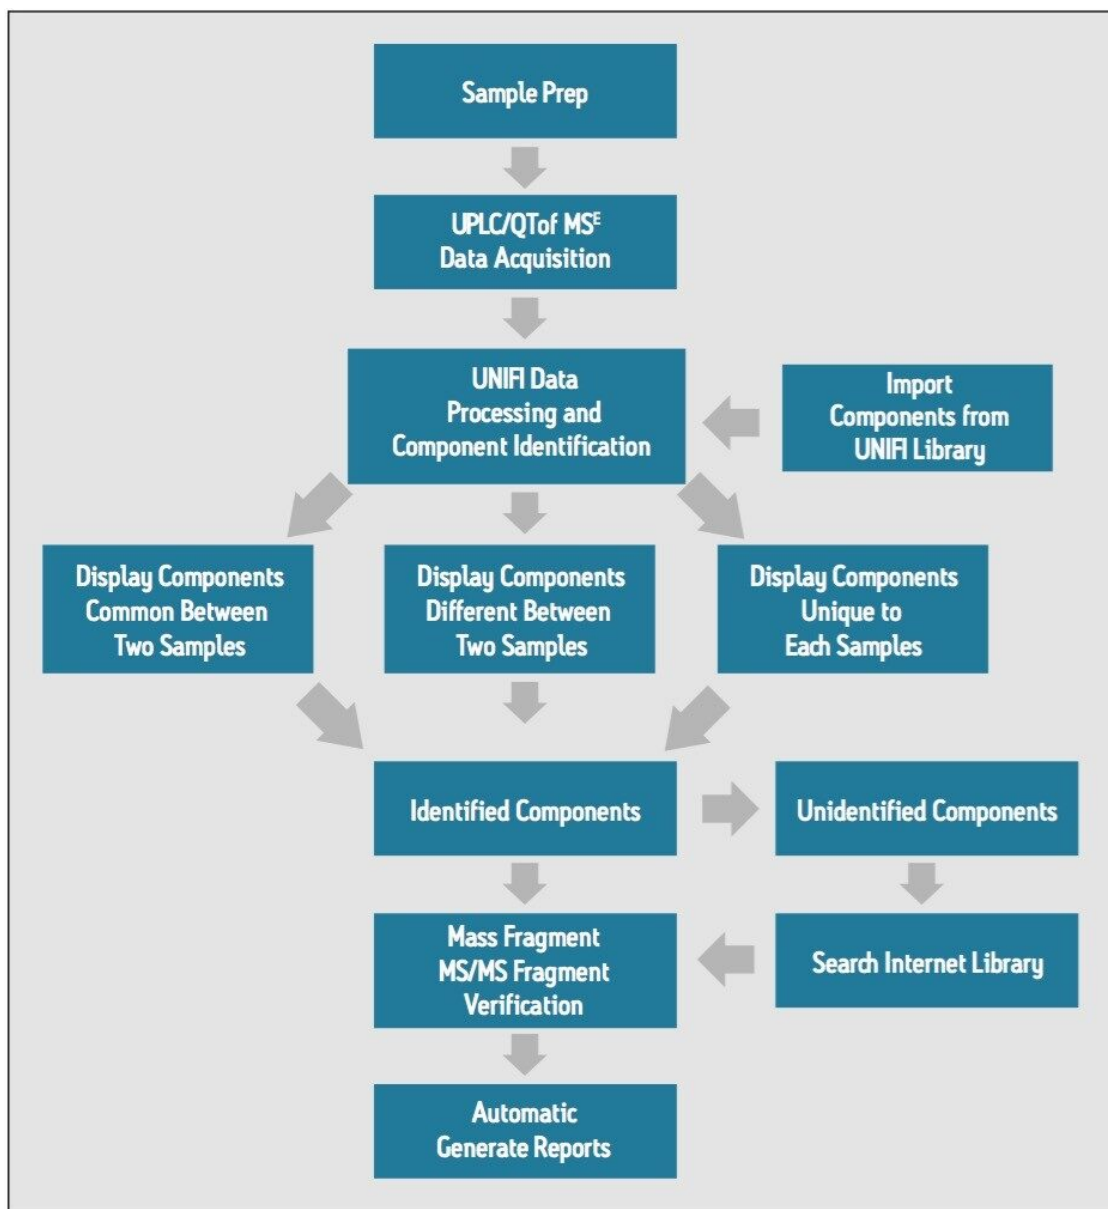 Sample Prep
UPLC/QTof MSᴱ
Data Acquisition
UNIFI Data
Processing and
Component Identification
Import
Components from
UNIFI Library
Display Components
Common Between
Two Samples
Display Components
Different Between
Two Samples
Display Components
Unique to
Each Samples
Identified Components
Unidentified Components
Mass Fragment
MS/MS Fragment
Verification
Search Internet Library
Automatic
Generate Reports